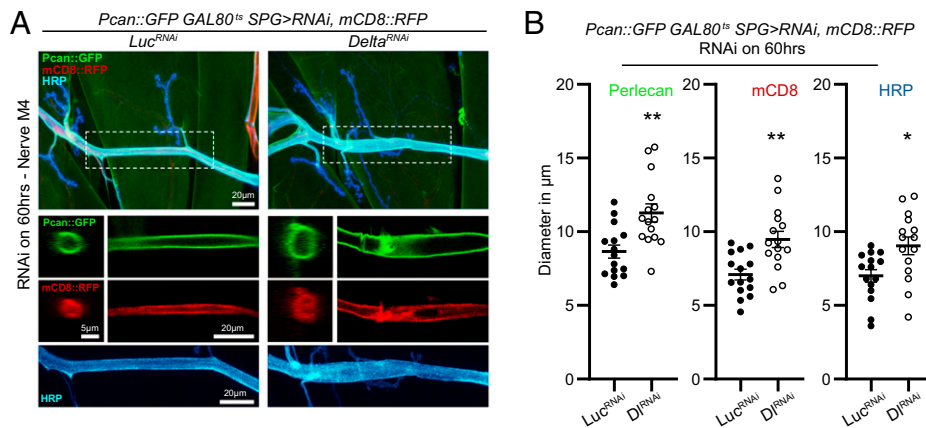 A
Pcan::GFP GAL80ts SPG>RNAi, mCD8::RFP
LucRNAi
DeltaRNAi
RNAi on 60hrs - Nerve M4
Pcan::GFP
mCD8::RFP
HRP
20µm
20µm
Pcan::GFP
mCD8::RFP
5µm
20µm
20µm
HRP
20µm
B
Pcan::GFP GAL80ts SPG>RNAi, mCD8::RFP
RNAi on 60hrs
Diameter in µm
20
15
10
5
0
Perlecan
**
LucRNAi
DlRNAi
20
15
10
5
0
mCD8
**
LucRNAi
DlRNAi
20
15
10
5
0
HRP
*
LucRNAi
DlRNAi